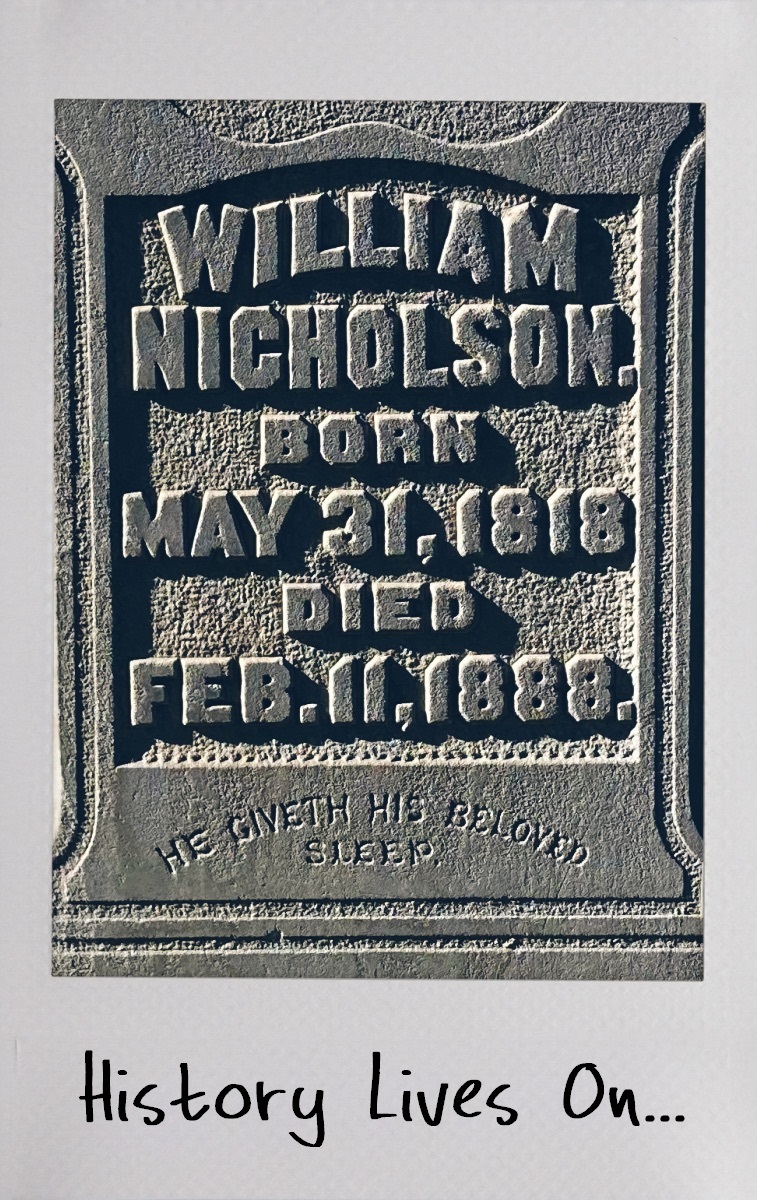 WILLIAM
NICHOLSON.
BORN
MAY 31, 1818
DIED
FEB. 11, 1888.
HE GIVETH HIS BELOVED
SLEEP.
History Lives On...